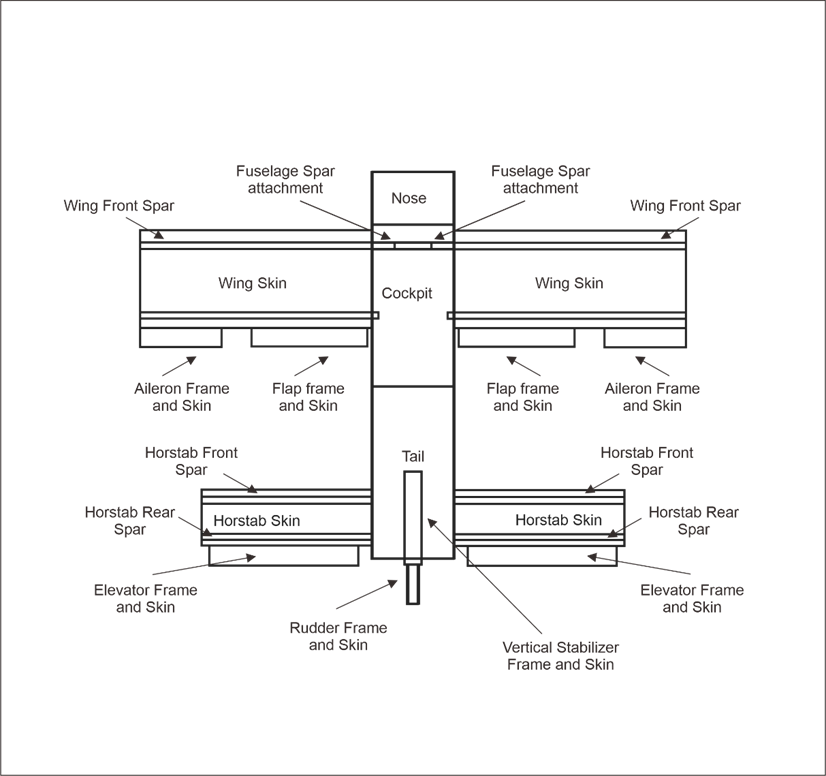 Fuselage Spar
attachment
Fuselage Spar
attachment
Nose
Wing Front Spar
Wing Front Spar
Wing Skin
Cockpit
Wing Skin
Aileron Frame
and Skin
Flap frame
and Skin
Flap frame
and Skin
Aileron Frame
and Skin
Horstab Front
Spar
Tail
Horstab Front
Spar
Horstab Rear
Spar
Horstab Skin
Horstab Skin
Horstab Rear
Spar
Elevator Frame
and Skin
Rudder Frame
and Skin
Vertical Stabilizer
Frame and Skin
Elevator Frame
and Skin